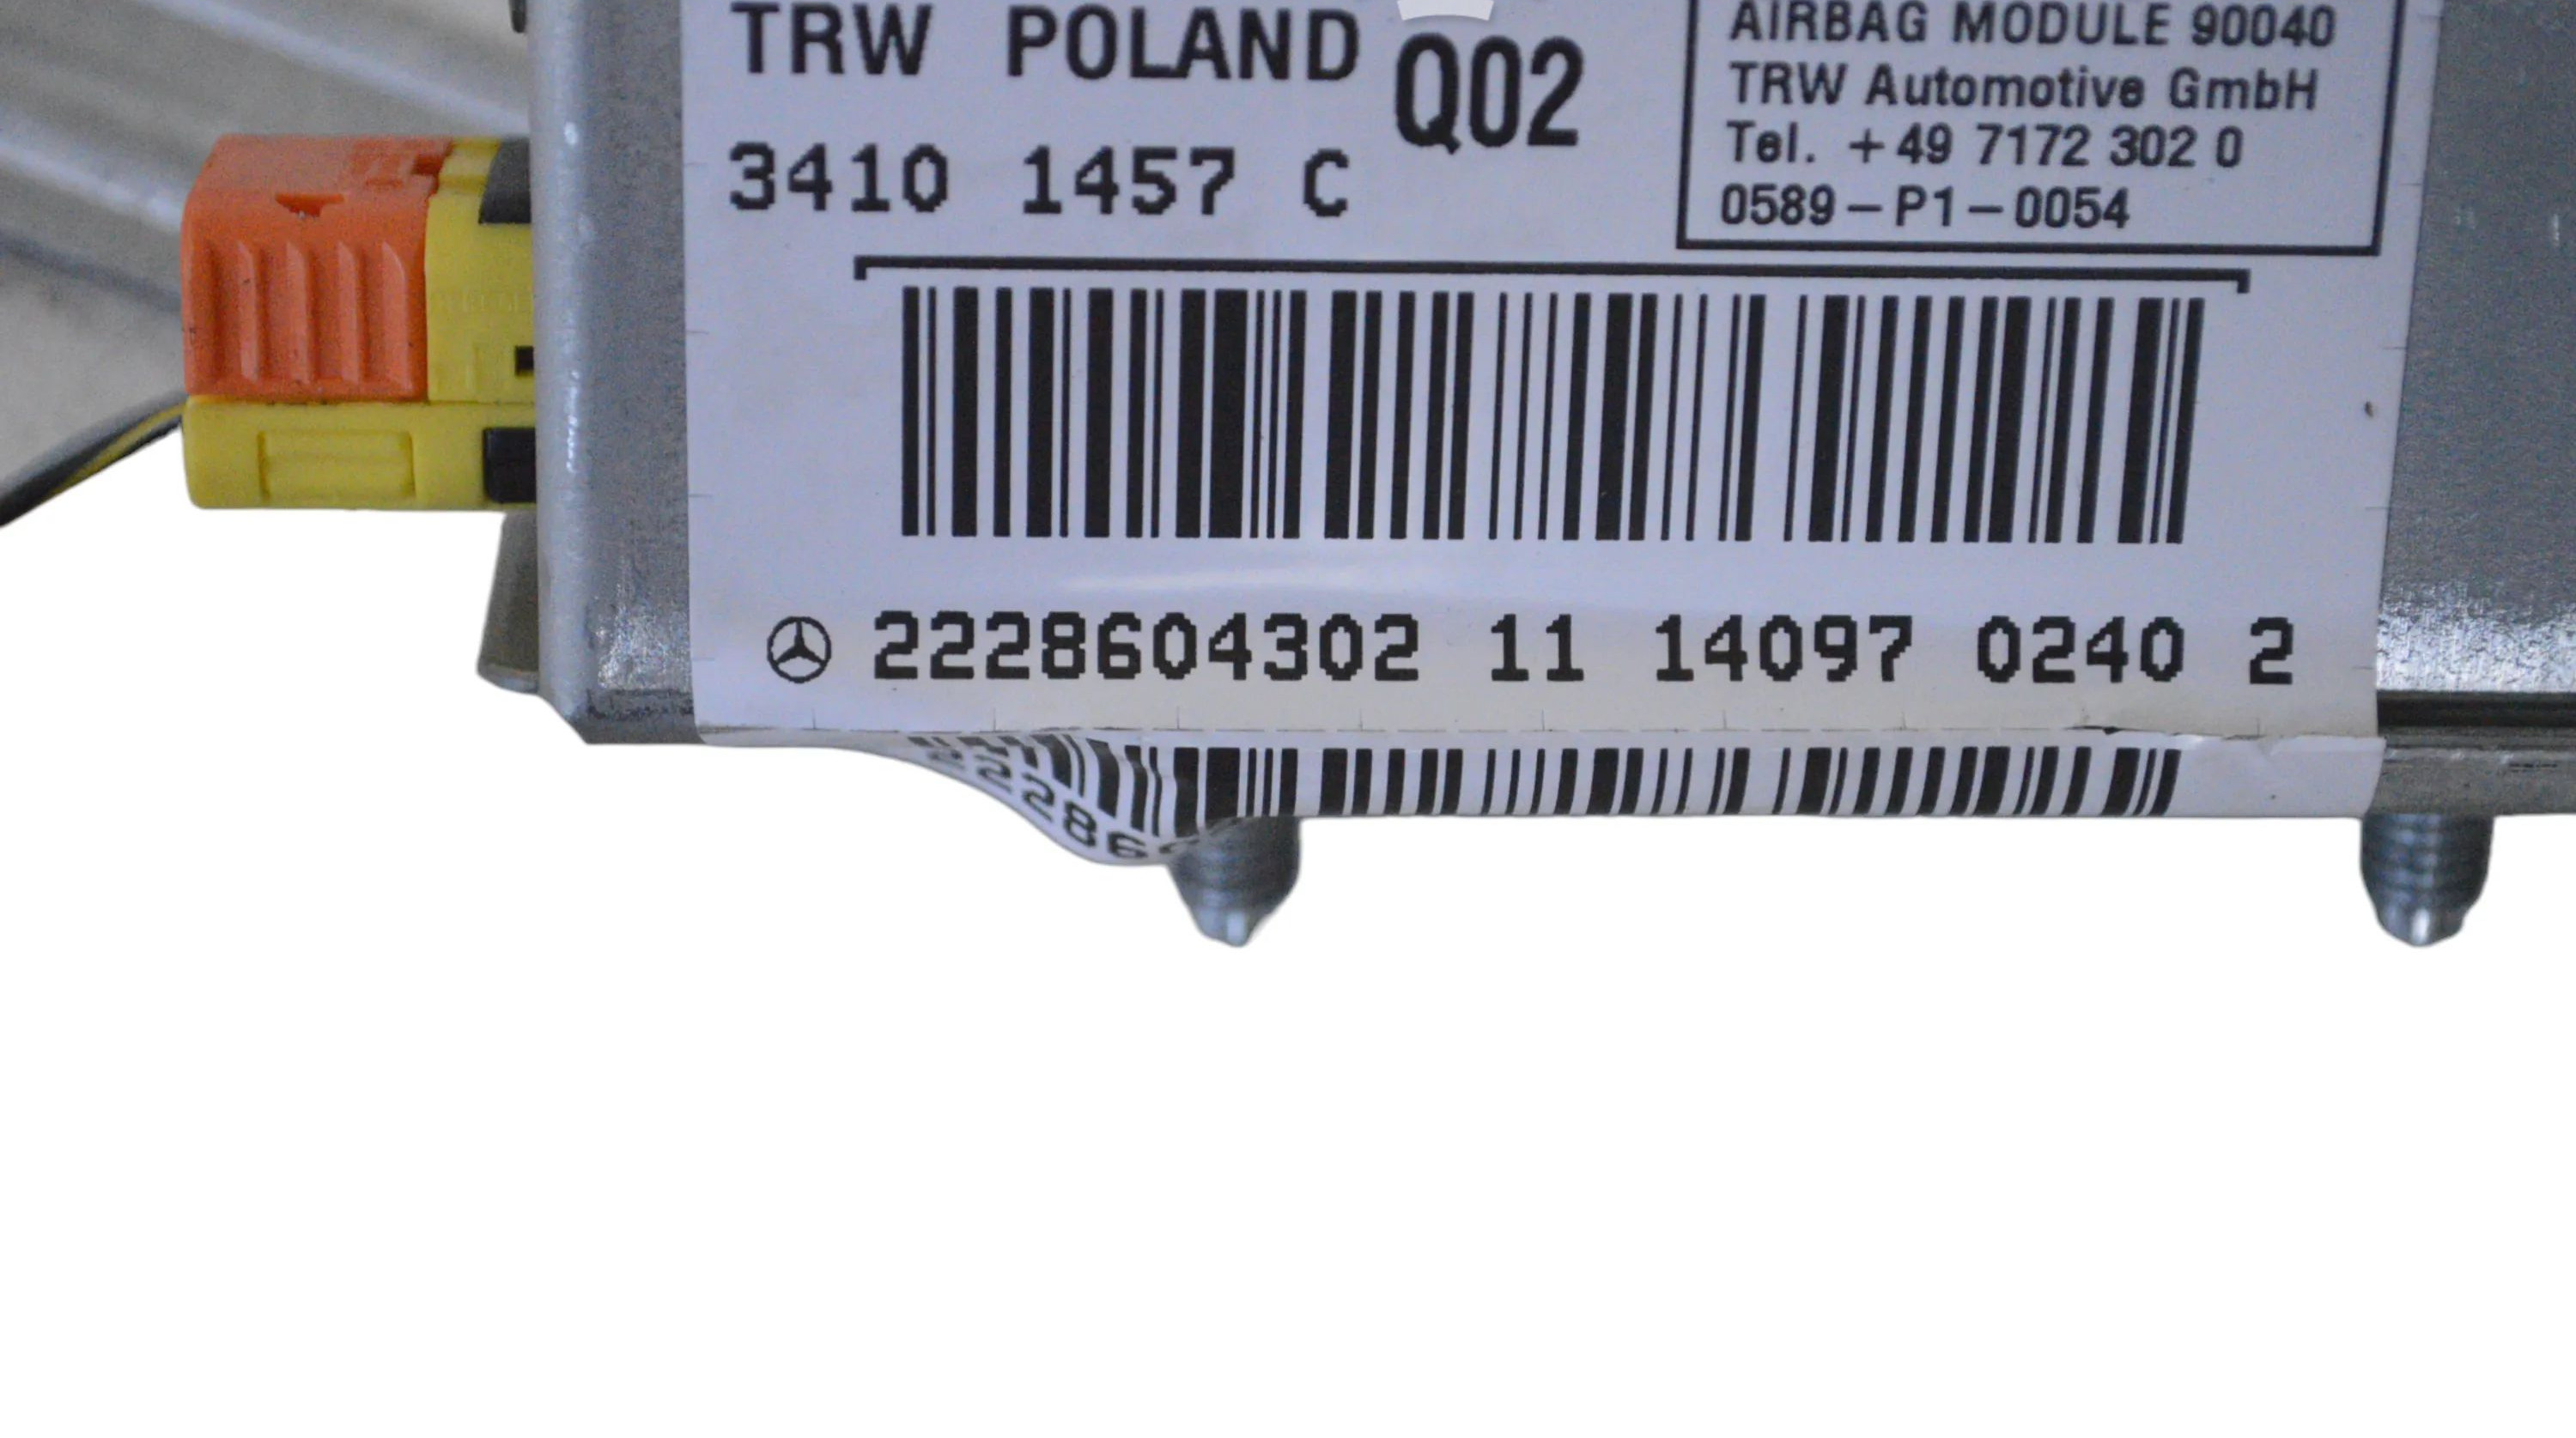 TRW POLAND
Q02
3410 1457 C
AIRBAG MODULE 90040
TRW Automotive GmbH
Tel. +49 7172 302 0
0589-P1-0054
2228604302 11 14097 0240 2
22286